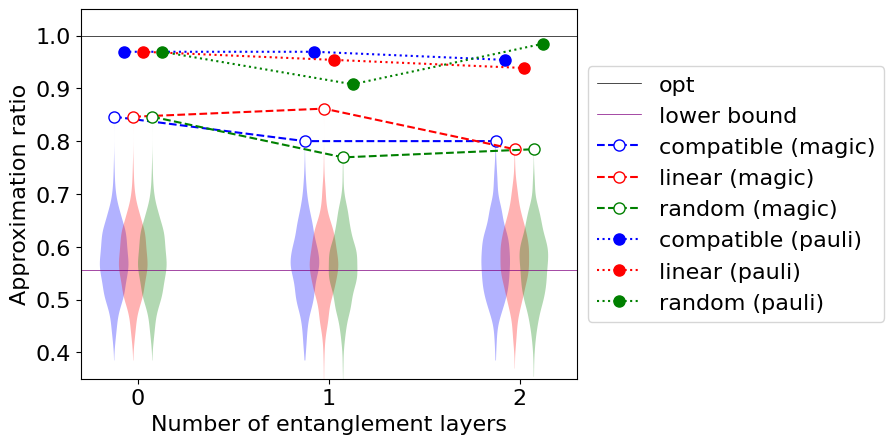 Approximation ratio
1.0
0.9
0.8
0.7
0.6
0.5
0.4
0
1
2
Number of entanglement layers
opt
lower bound
compatible (magic)
linear (magic)
random (magic)
compatible (pauli)
linear (pauli)
random (pauli)